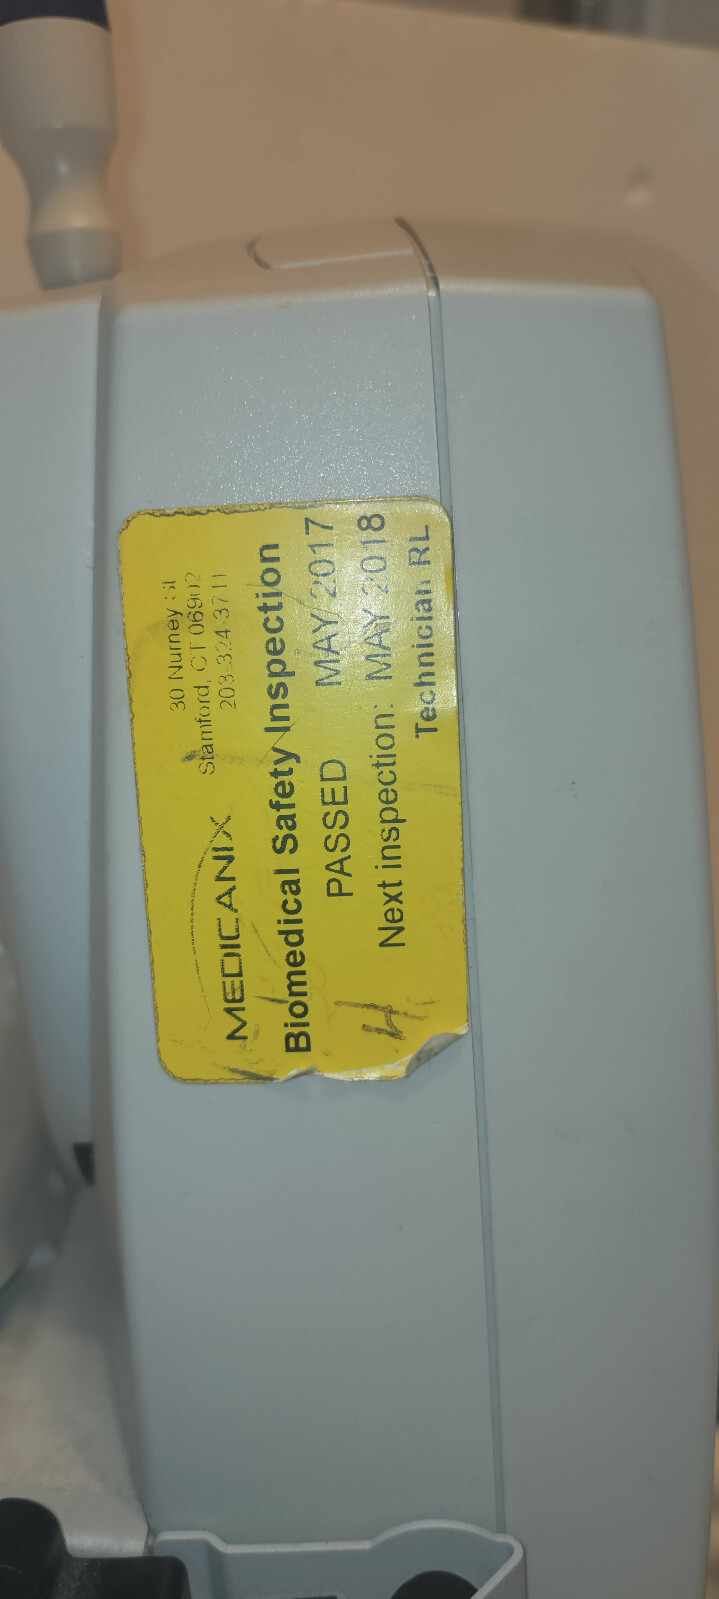 30 Nurney St
Stamford, CT 06902
203-324-3711
MEDICANIX
Biomedical Safety Inspection
PASSED MAY 2017
Next inspection: MAY 2018
Technician RL
Hi